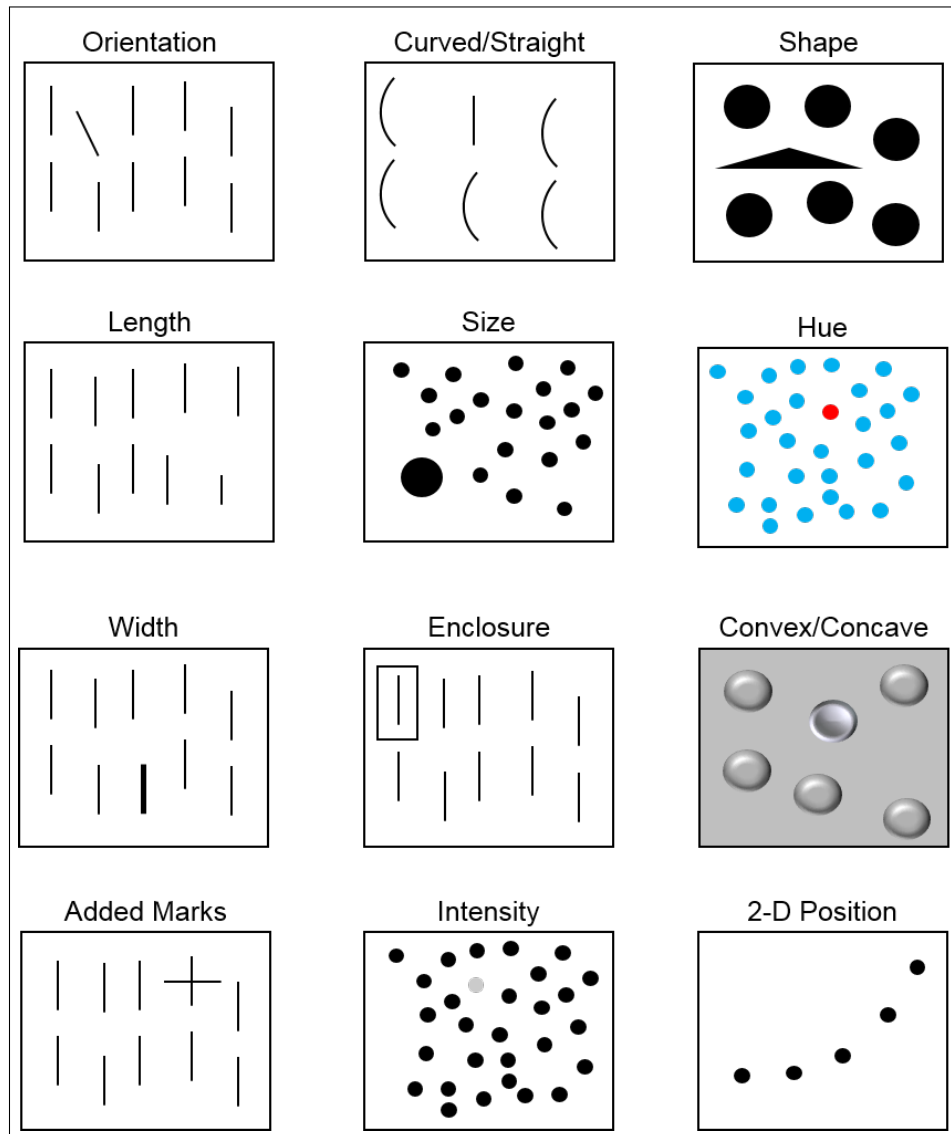 Orientation
Curved/Straight
Shape
Length
Size
Hue
Width
Enclosure
Convex/Concave
Added Marks
Intensity
2-D Position